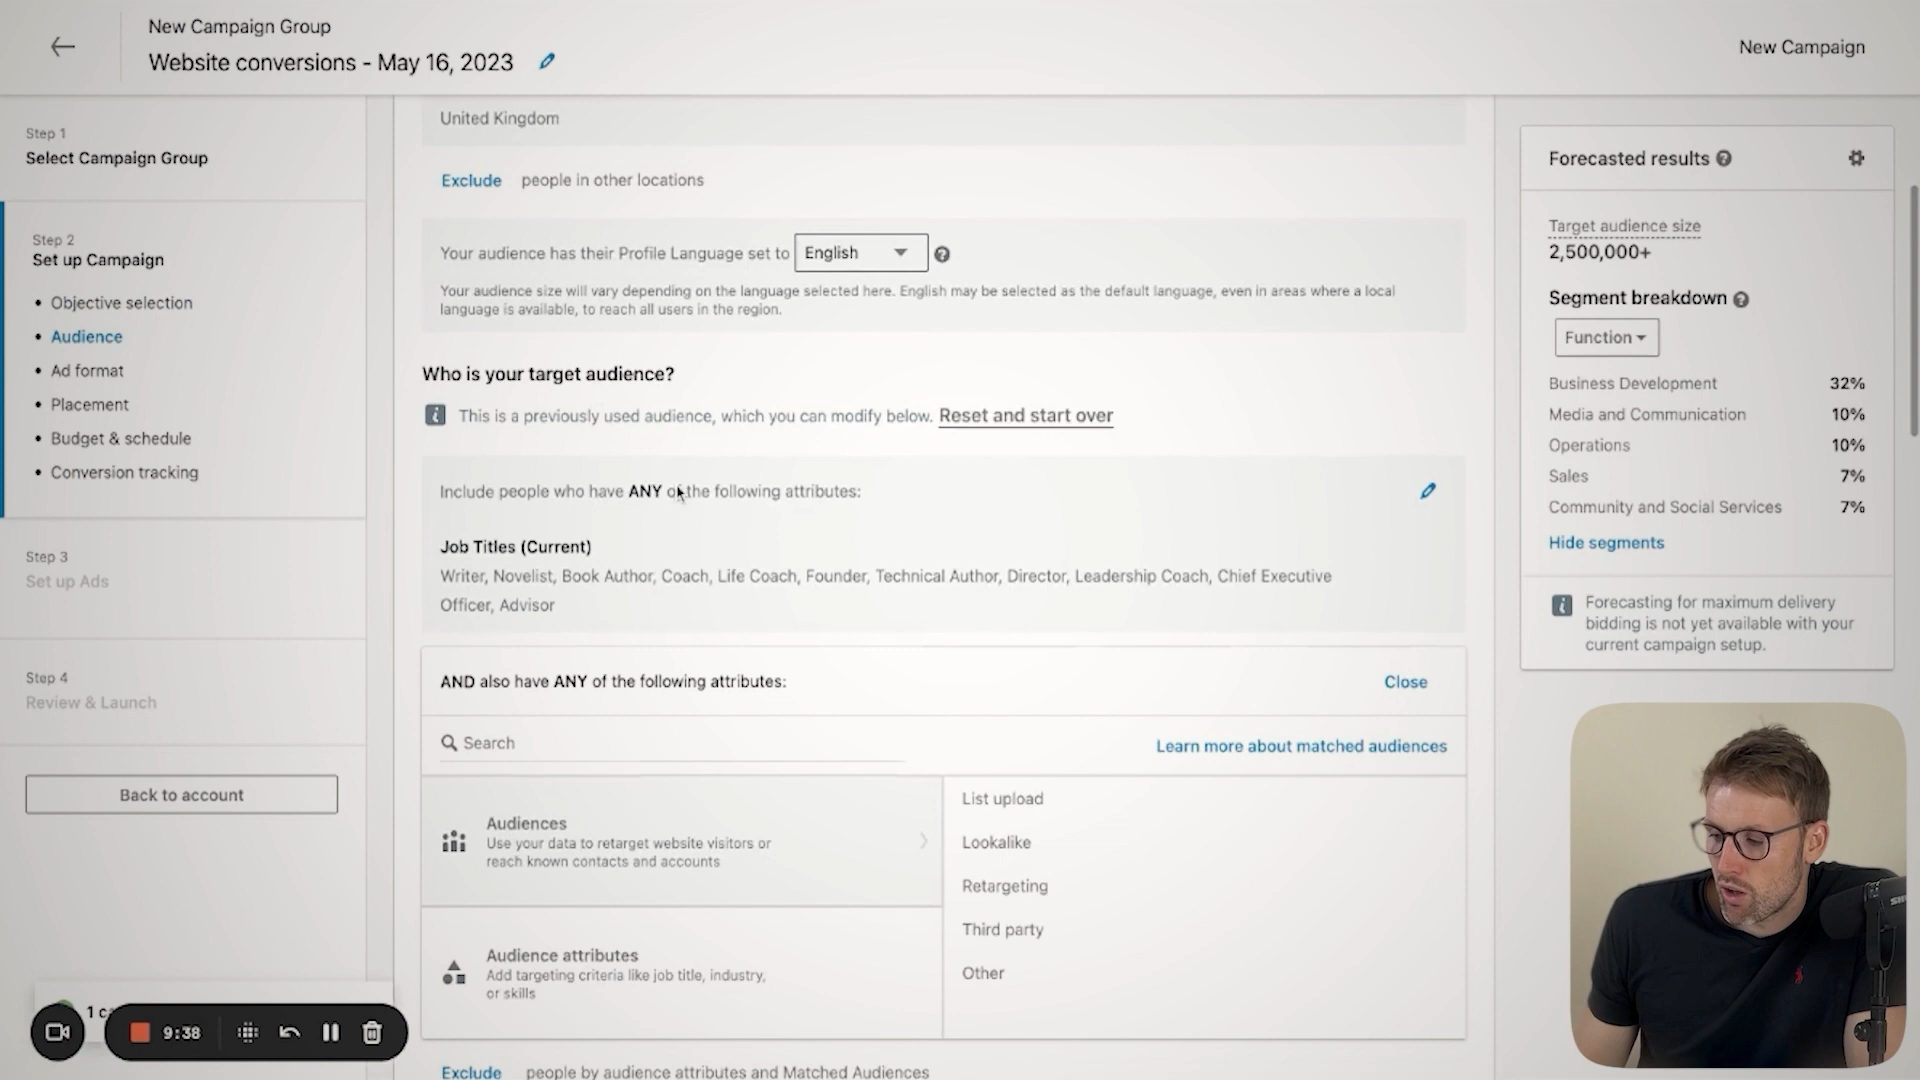 New Campaign Group
Website conversions - May 16, 2023
New Campaign
Step 1
Select Campaign Group
Step 2
Set up Campaign
• Objective selection
• Audience
• Ad format
• Placement
• Budget & schedule
• Conversion tracking
Step 3
Set up Ads
Step 4
Review & Launch
Back to account
9:38
United Kingdom
Exclude people in other locations
Your audience has their Profile Language set to English
Your audience size will vary depending on the language selected here. English may be selected as the default language, even in areas where a local
language is available, to reach all users in the region.
Who is your target audience?
This is a previously used audience, which you can modify below. Reset and start over
Include people who have ANY of the following attributes:
Job Titles (Current)
Writer, Novelist, Book Author, Coach, Life Coach, Founder, Technical Author, Director, Leadership Coach, Chief Executive
Officer, Advisor
AND also have ANY of the following attributes:
Close
Search
Learn more about matched audiences
Audiences
Use your data to retarget website visitors or
reach known contacts and accounts
Audience attributes
Add targeting criteria like job title, industry,
or skills
List upload
Lookalike
Retargeting
Third party
Other
Exclude people by audience attributes and Matched Audiences
Forecasted results
Target audience size
2,500,000+
Segment breakdown
Function
Business Development 32%
Media and Communication 10%
Operations 10%
Sales 7%
Community and Social Services 7%
Hide segments
Forecasting for maximum delivery
bidding is not yet available with your
current campaign setup.